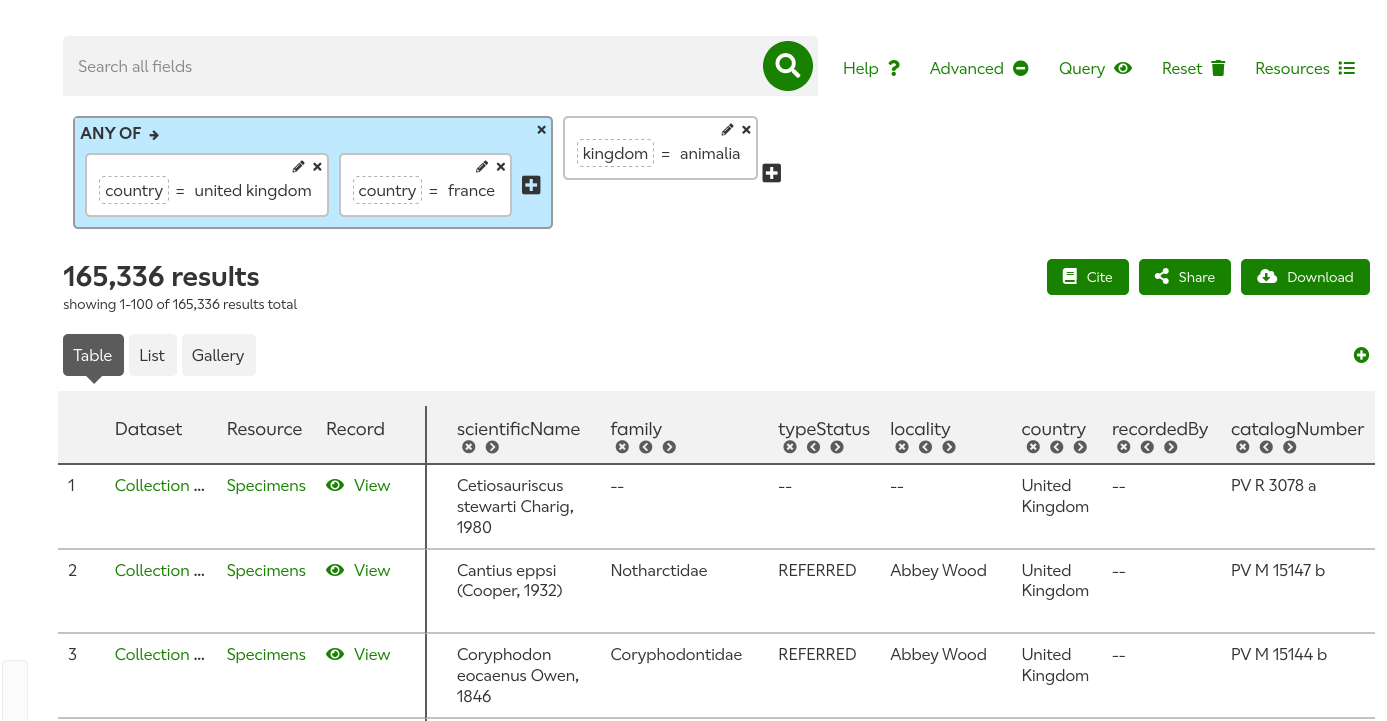 Search all fields
Help ? Advanced Query Reset Resources
ANY OF
country = united kingdom country = france
kingdom = animalia
165,336 results
showing 1-100 of 165,336 results total
Cite Share Download
Table List Gallery
Dataset Resource Record scientificName family typeStatus locality country recordedBy catalogNumber
1 Collection ... Specimens View Cetiosauriscus -- -- -- United -- PV R 3078 a
stewarti Charig, Kingdom
1980
2 Collection ... Specimens View Cantius eppsi Notharctidae REFERRED Abbey Wood United -- PV M 15147 b
(Cooper, 1932) Kingdom
3 Collection ... Specimens View Coryphodon Coryphodontidae REFERRED Abbey Wood United -- PV M 15144 b
eocaenus Owen, Kingdom
1846